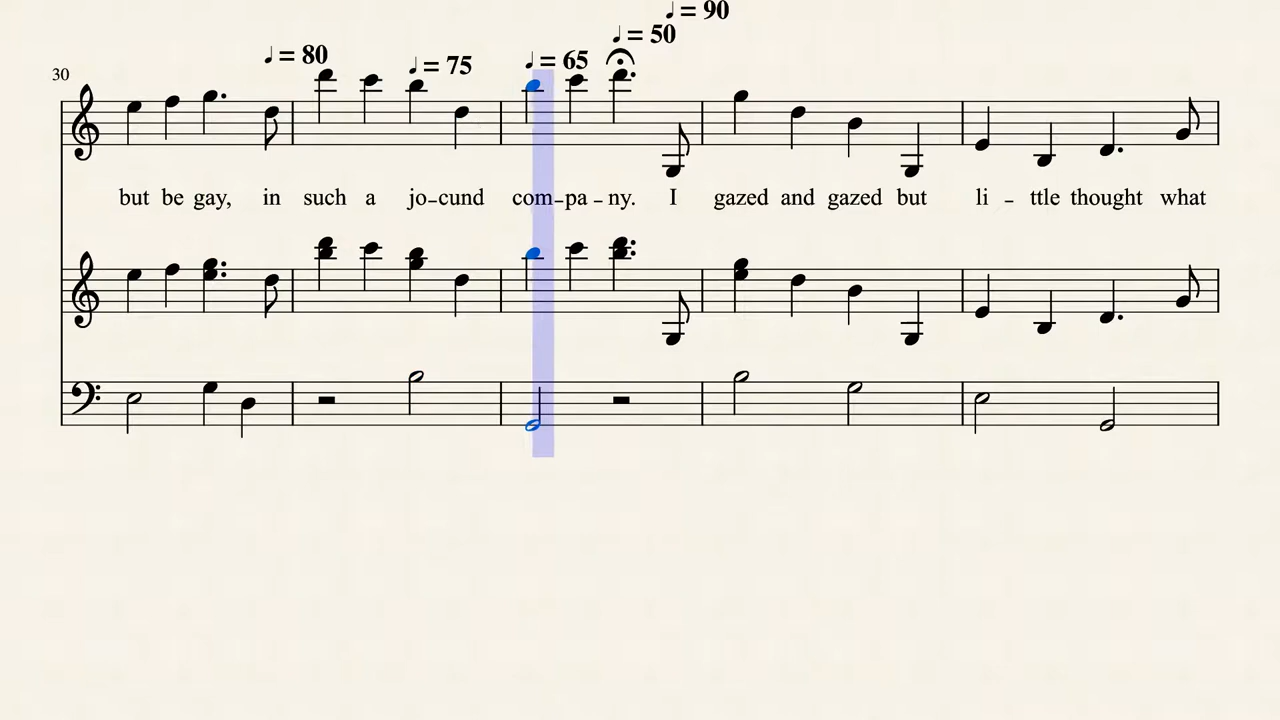 ♩ = 90
♩ = 50
♩ = 80 ♩ = 75 ♩ = 65
30
but be gay, in such a jo-cund com-pa-ny. I gazed and gazed but li-ttle thought what